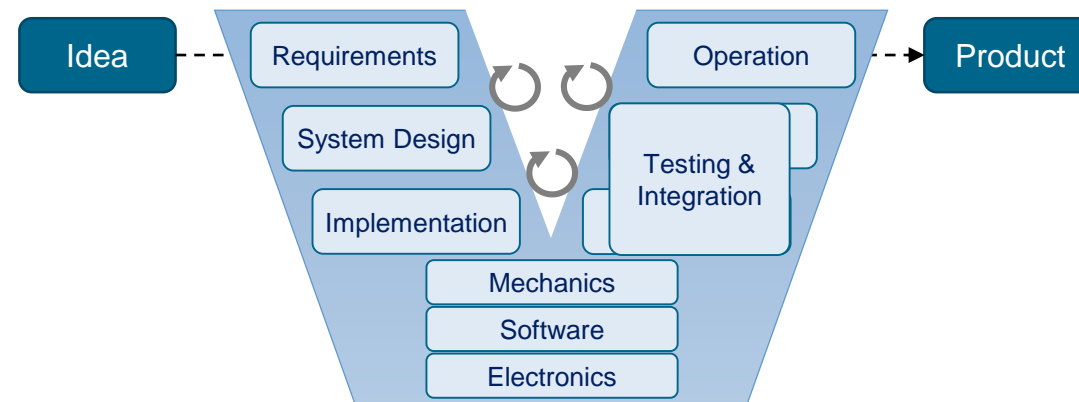 Idea
Requirements
Operation
Product
System Design
Testing &
Integration
Implementation
Mechanics
Software
Electronics